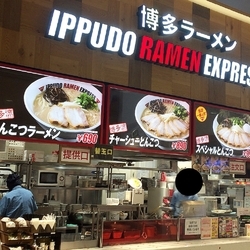 博多ラーメン
IPPUDO RAMEN EXPRESS
とんこつラーメン
¥690
チャーシューとんこつ
¥890
スペシャルとんこつ
提供口